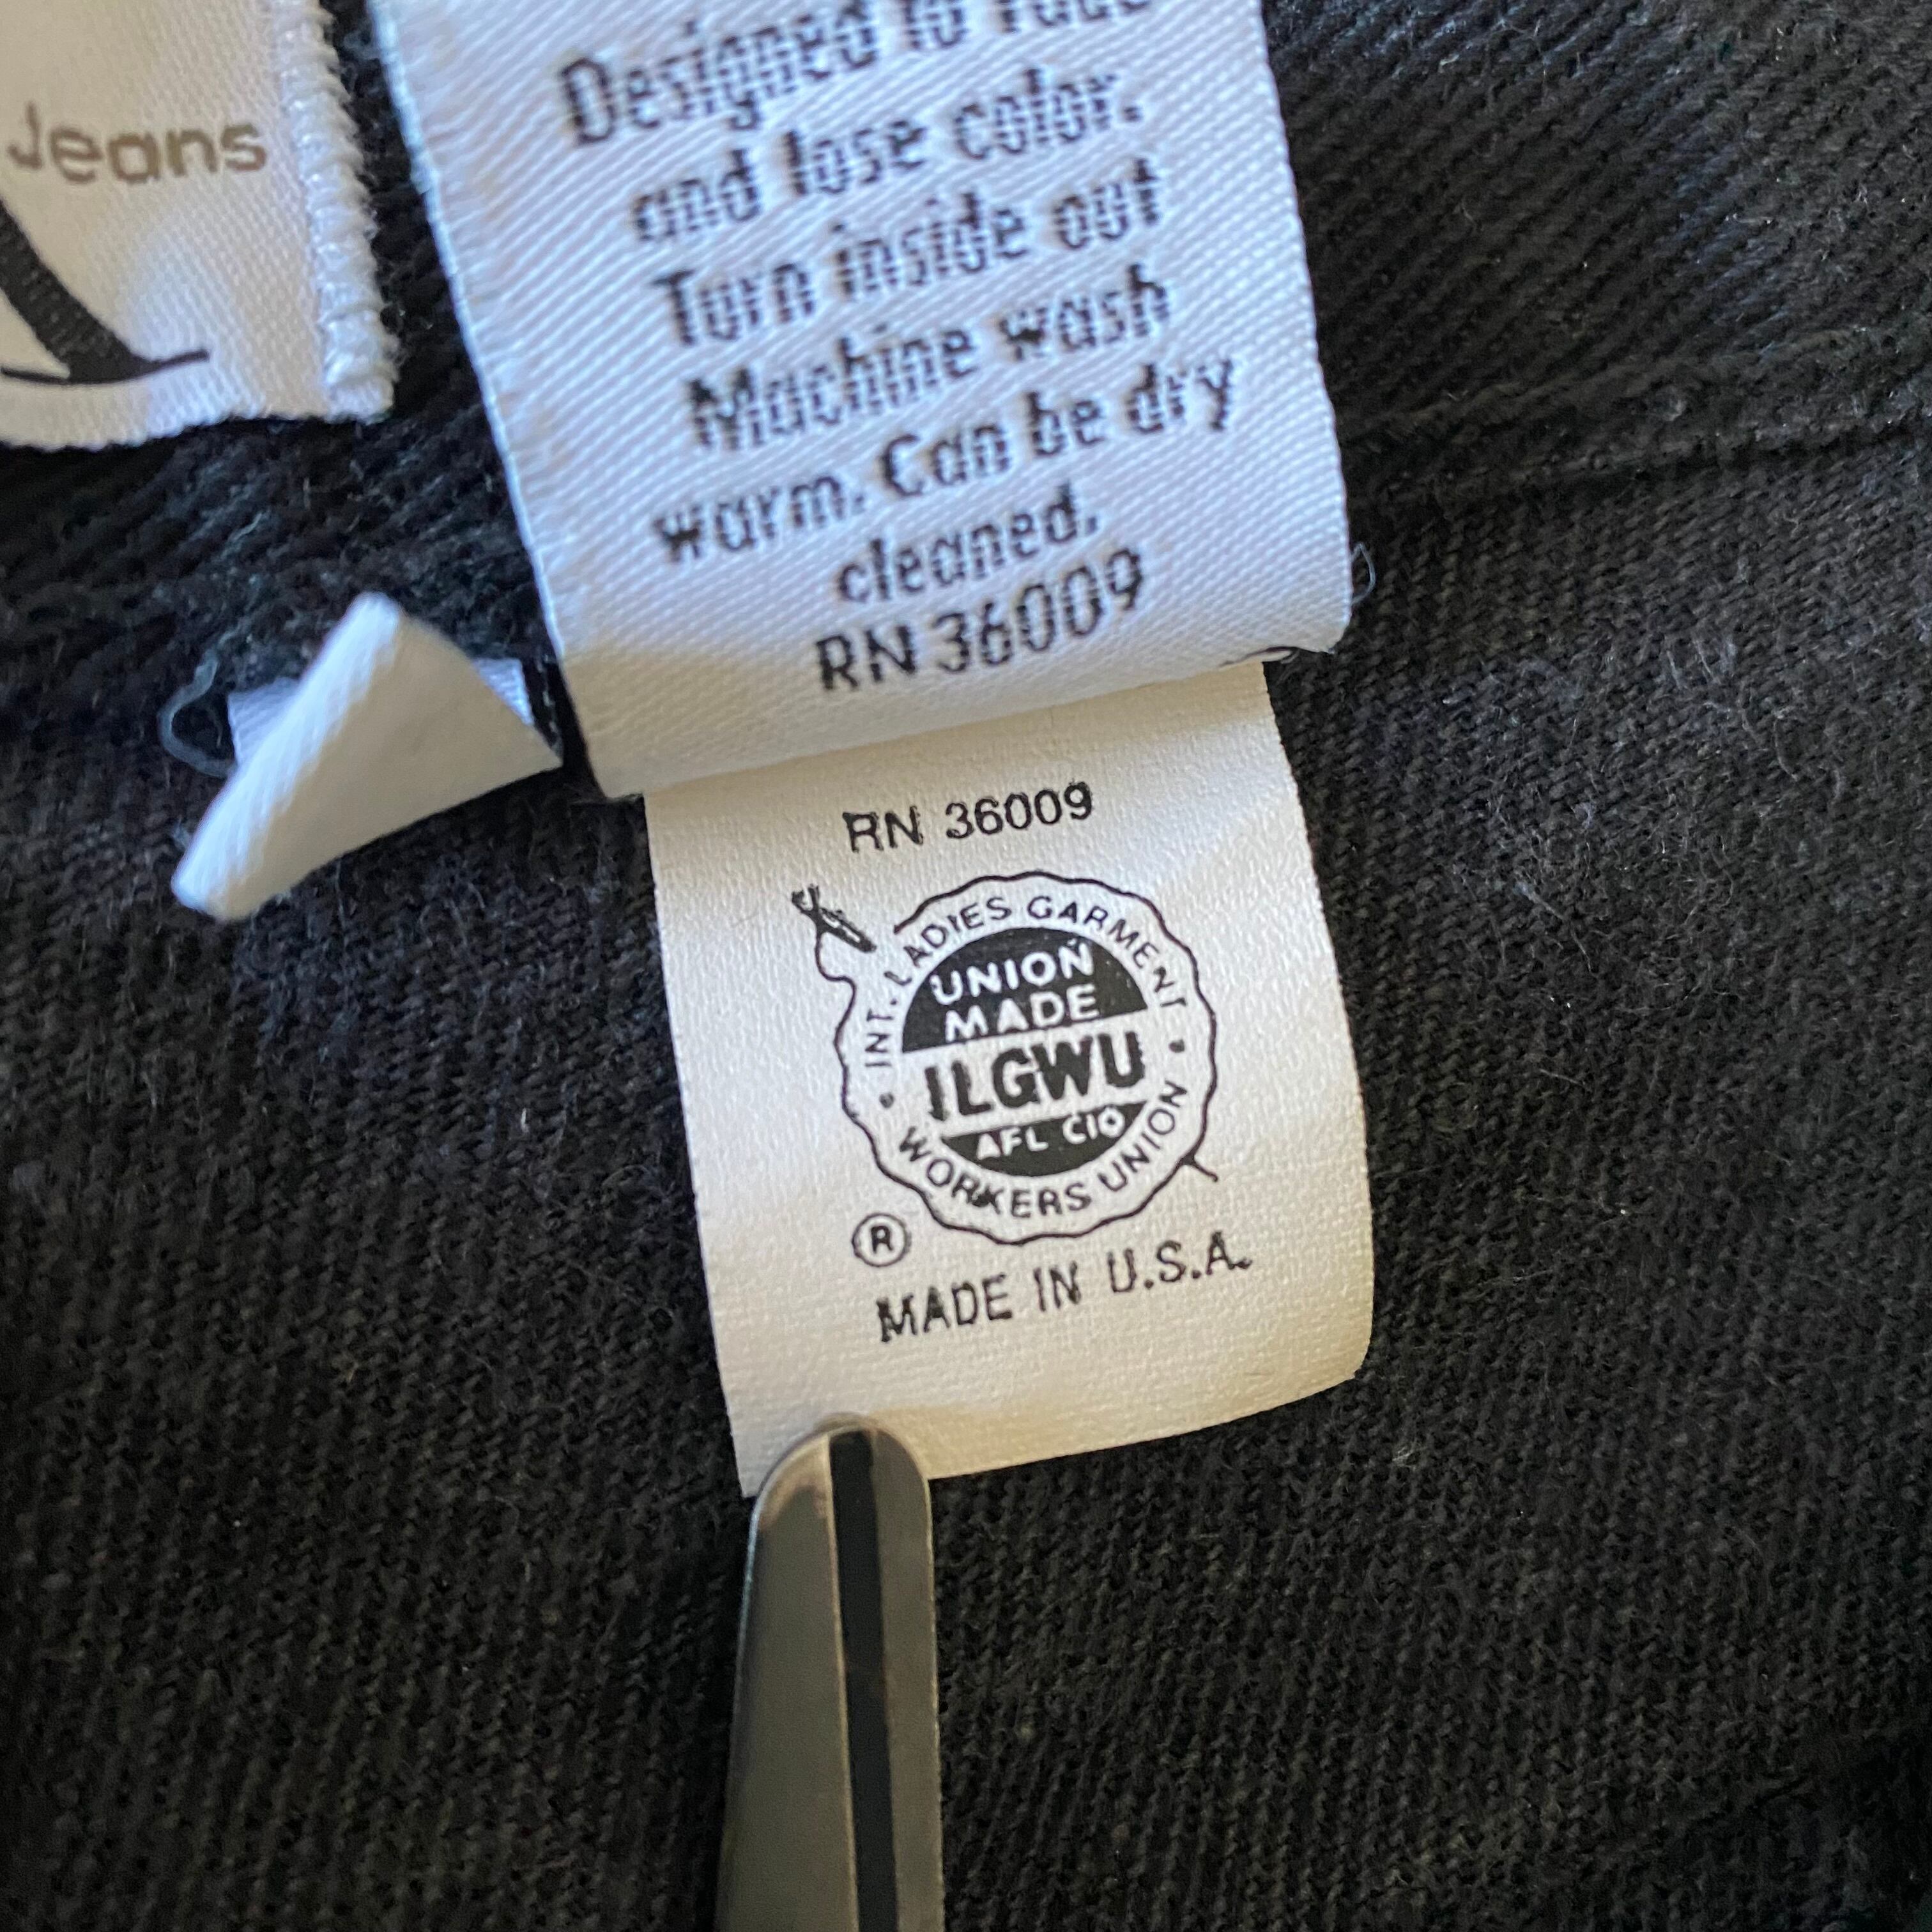 Jeans
Designed to fade
and lose color.
Turn inside out
Machine wash
warm. Can be dry
cleaned.
RN 36009
RN 36009
INT. LADIES GARMENT
UNION
MADE
ILGWU
AFL CIO
WORKERS UNION
®
MADE IN U.S.A.